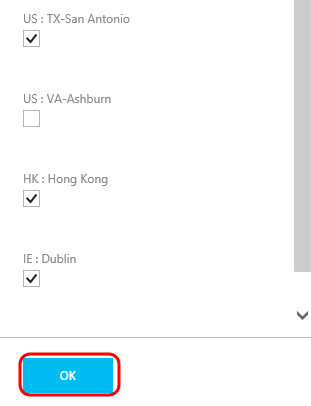 US : TX-San Antonio
US : VA-Ashburn
HK : Hong Kong
IE : Dublin
OK